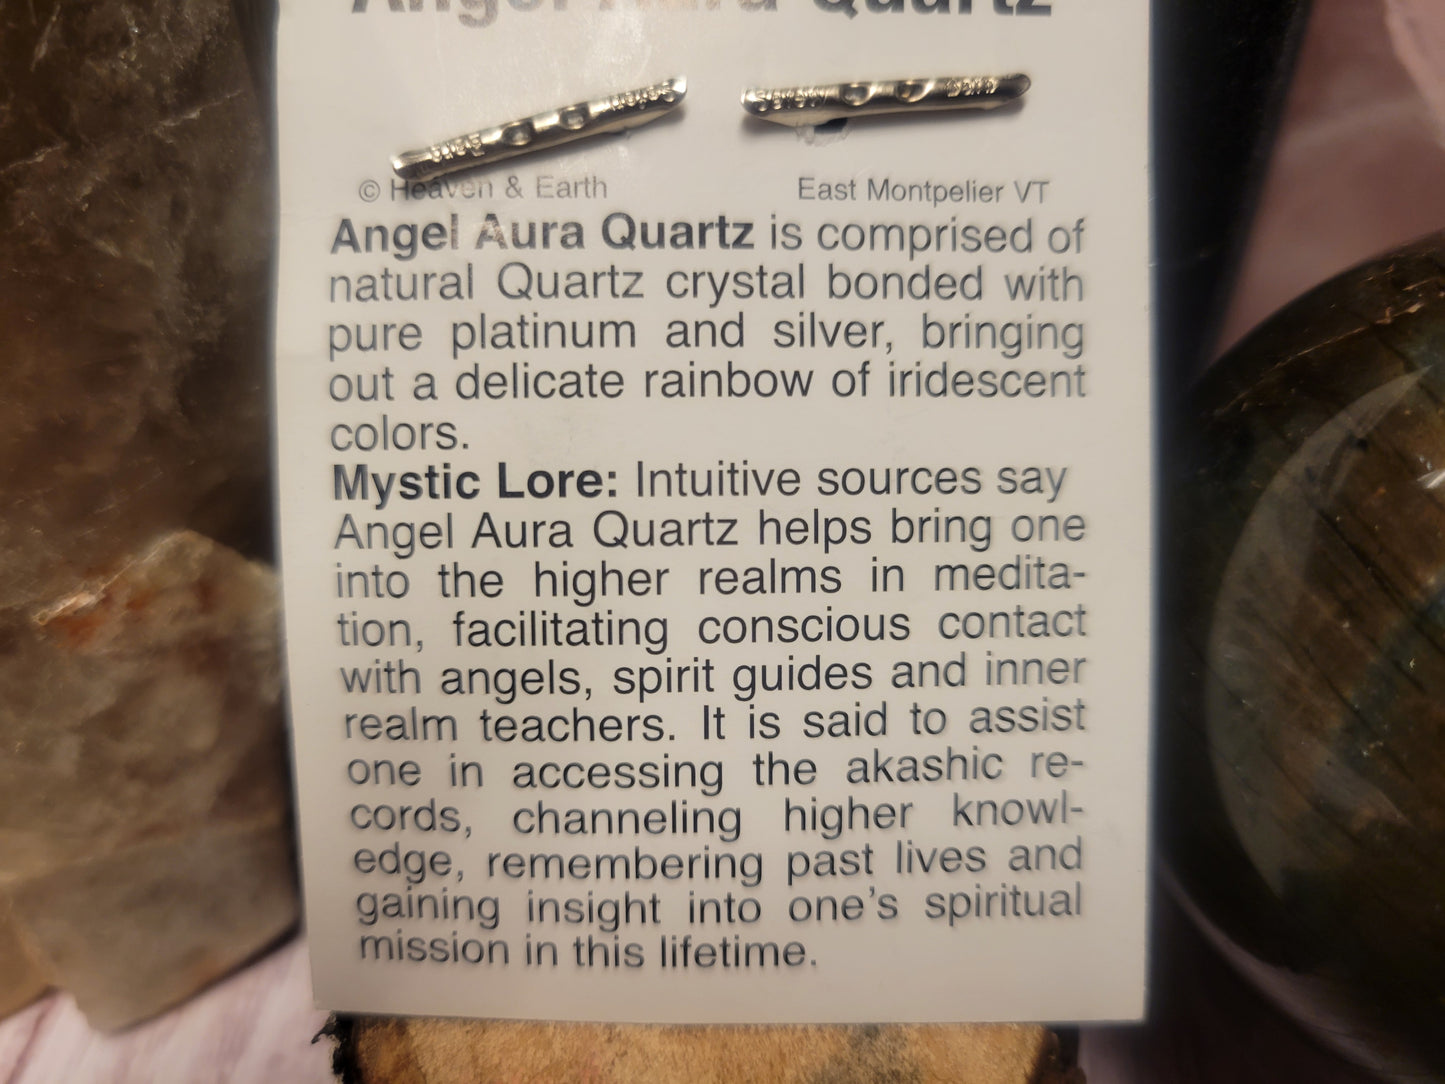 Angel Aura Quartz
© Heaven & Earth East Montpelier VT
Angel Aura Quartz is comprised of
natural Quartz crystal bonded with
pure platinum and silver, bringing
out a delicate rainbow of iridescent
colors.
Mystic Lore: Intuitive sources say
Angel Aura Quartz helps bring one
into the higher realms in medita-
tion, facilitating conscious contact
with angels, spirit guides and inner
realm teachers. It is said to assist
one in accessing the akashic re-
cords, channeling higher knowl-
edge, remembering past lives and
gaining insight into one's spiritual
mission in this lifetime.